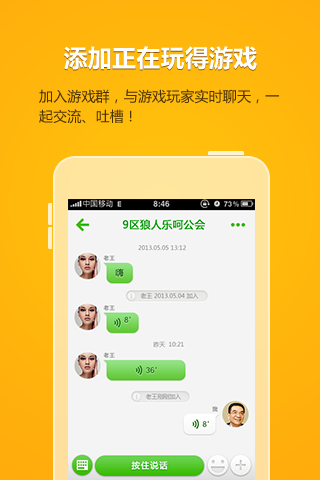 添加正在玩得游戏
加入游戏群，与游戏玩家实时聊天，一
起交流、吐槽！
中国移动 E 8:46 73%
9区狼人乐呵公会
2013.05.05 13:12
老王
嗨
老王 2013.05.04 加入
老王
8"
昨天 10:21
老王
36"
老王刚刚加入
我
8"
按住说话